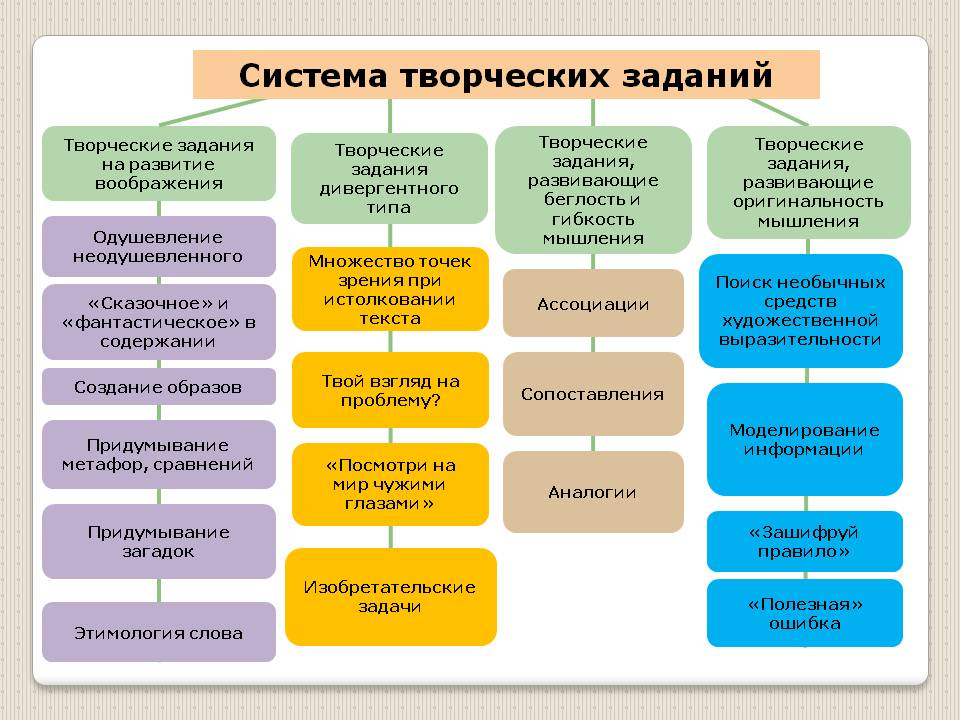 Система творческих заданий
Творческие задания
на развитие
воображения
Одушевление
неодушевленного
«Сказочное» и
«фантастическое» в
содержании
Создание образов
Придумывание
метафор, сравнений
Придумывание
загадок
Этимология слова
Творческие
задания
дивергентного
типа
Множество точек
зрения при
истолковании
текста
Твой взгляд на
проблему?
«Посмотри на
мир чужими
глазами»
Изобретательские
задачи
Творческие
задания,
развивающие
беглость и
гибкость
мышления
Ассоциации
Сопоставления
Аналогии
Творческие
задания,
развивающие
оригинальность
мышления
Поиск необычных
средств
художественной
выразительности
Моделирование
информации
«Зашифруй
правило»
«Полезная»
ошибка